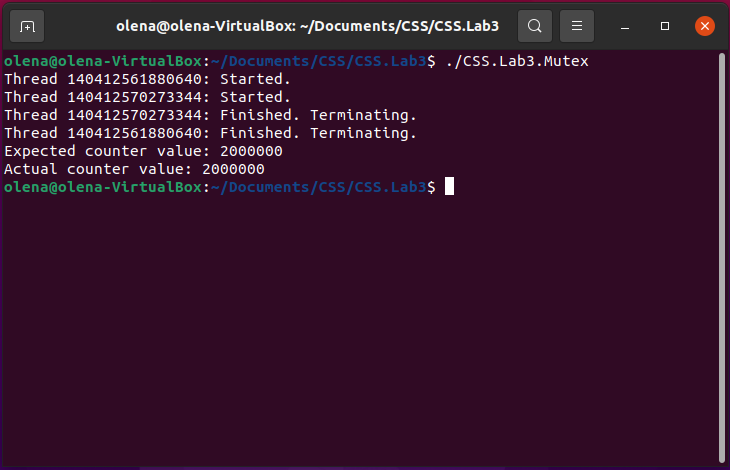 olena@olena-VirtualBox: ~/Documents/CSS/CSS.Lab3
olena@olena-VirtualBox:~/Documents/CSS/CSS.Lab3$ ./CSS.Lab3.Mutex
Thread 140412561880640: Started.
Thread 140412570273344: Started.
Thread 140412570273344: Finished. Terminating.
Thread 140412561880640: Finished. Terminating.
Expected counter value: 2000000
Actual counter value: 2000000
olena@olena-VirtualBox:~/Documents/CSS/CSS.Lab3$